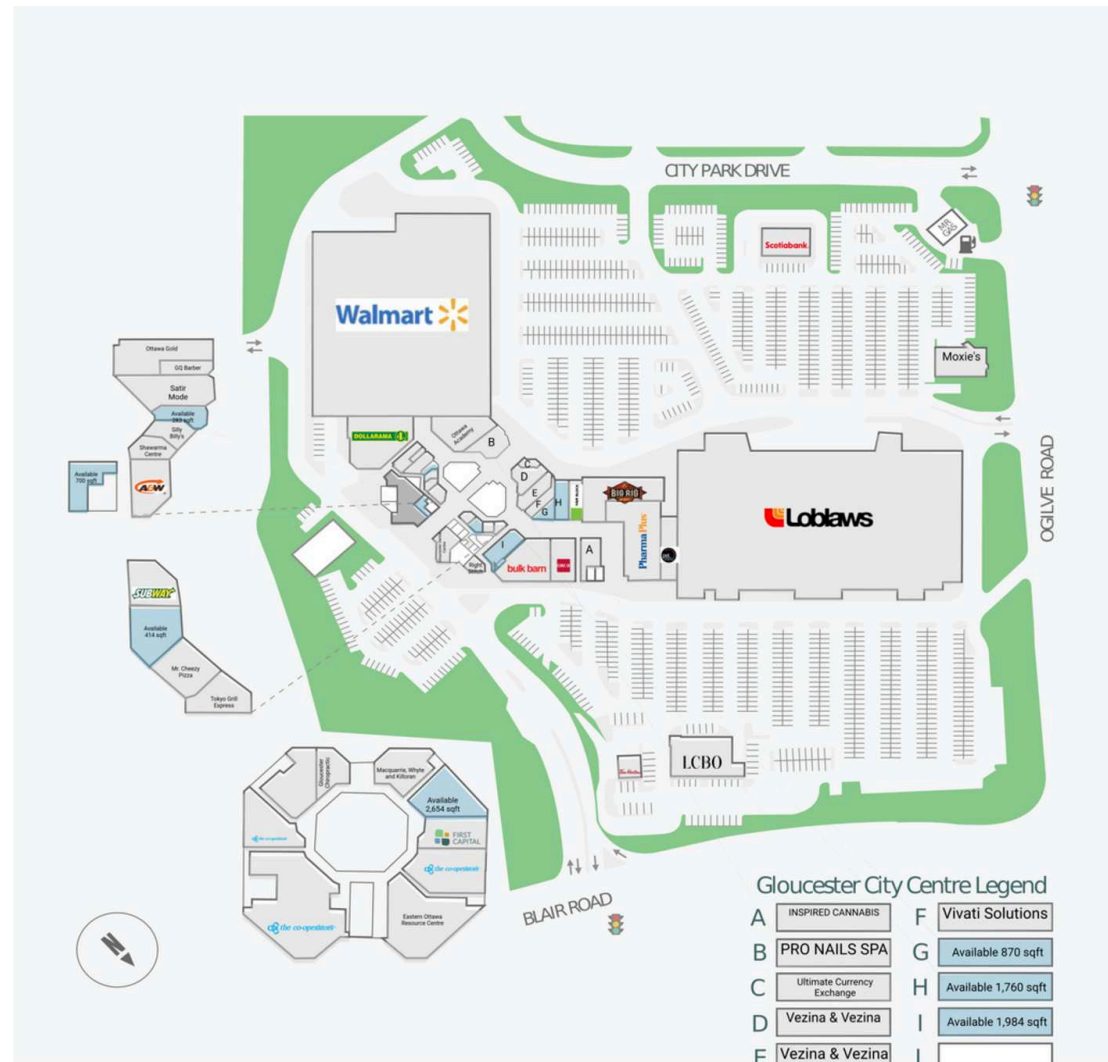 CITY PARK DRIVE
MR.
GAS
Scotiabank
Walmart
Moxie's
Ottawa Gold
GQ Barber
Satir
Mode
Available
283 sqft
Silly
Billy's
Shawarma
Centre
A&W
Available
700 sqft
DOLLARAMA
Ottawa
Academy
B
C
D
E
F
G
H
BIG RIG
Pharma Plus
Loblaws
OGILVE ROAD
I
Right
bulk barn
A
SUBWAY
Available
414 sqft
Mr. Cheezy
Pizza
Tokyo Grill
Express
LCBO
Gloucester
Chiropractic
Macquarrie, Whyte
and Killoran
Available
2,654 sqft
FIRST
CAPITAL
the co-operators
the co-operators
the co-operators
Eastern Ottawa
Resource Centre
BLAIR ROAD
N
Gloucester City Centre Legend
A INSPIRED CANNABIS
B PRO NAILS SPA
C Ultimate Currency
Exchange
D Vezina & Vezina
E Vezina & Vezina
F Vivati Solutions
G Available 870 sqft
H Available 1,760 sqft
I Available 1,984 sqft